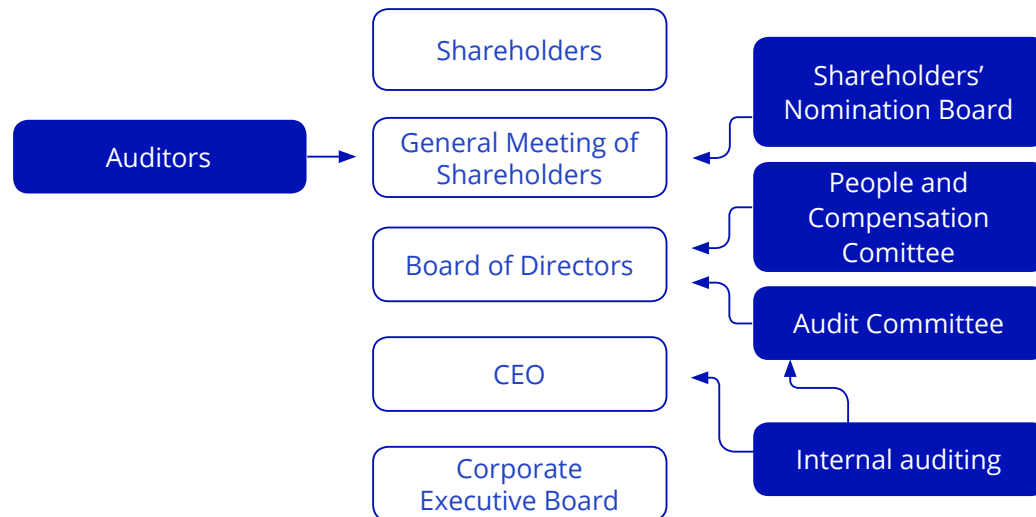 Shareholders
Shareholders’
Nomination Board
Auditors
General Meeting of
Shareholders
People and
Compensation
Comittee
Board of Directors
Audit Committee
CEO
Internal auditing
Corporate
Executive Board